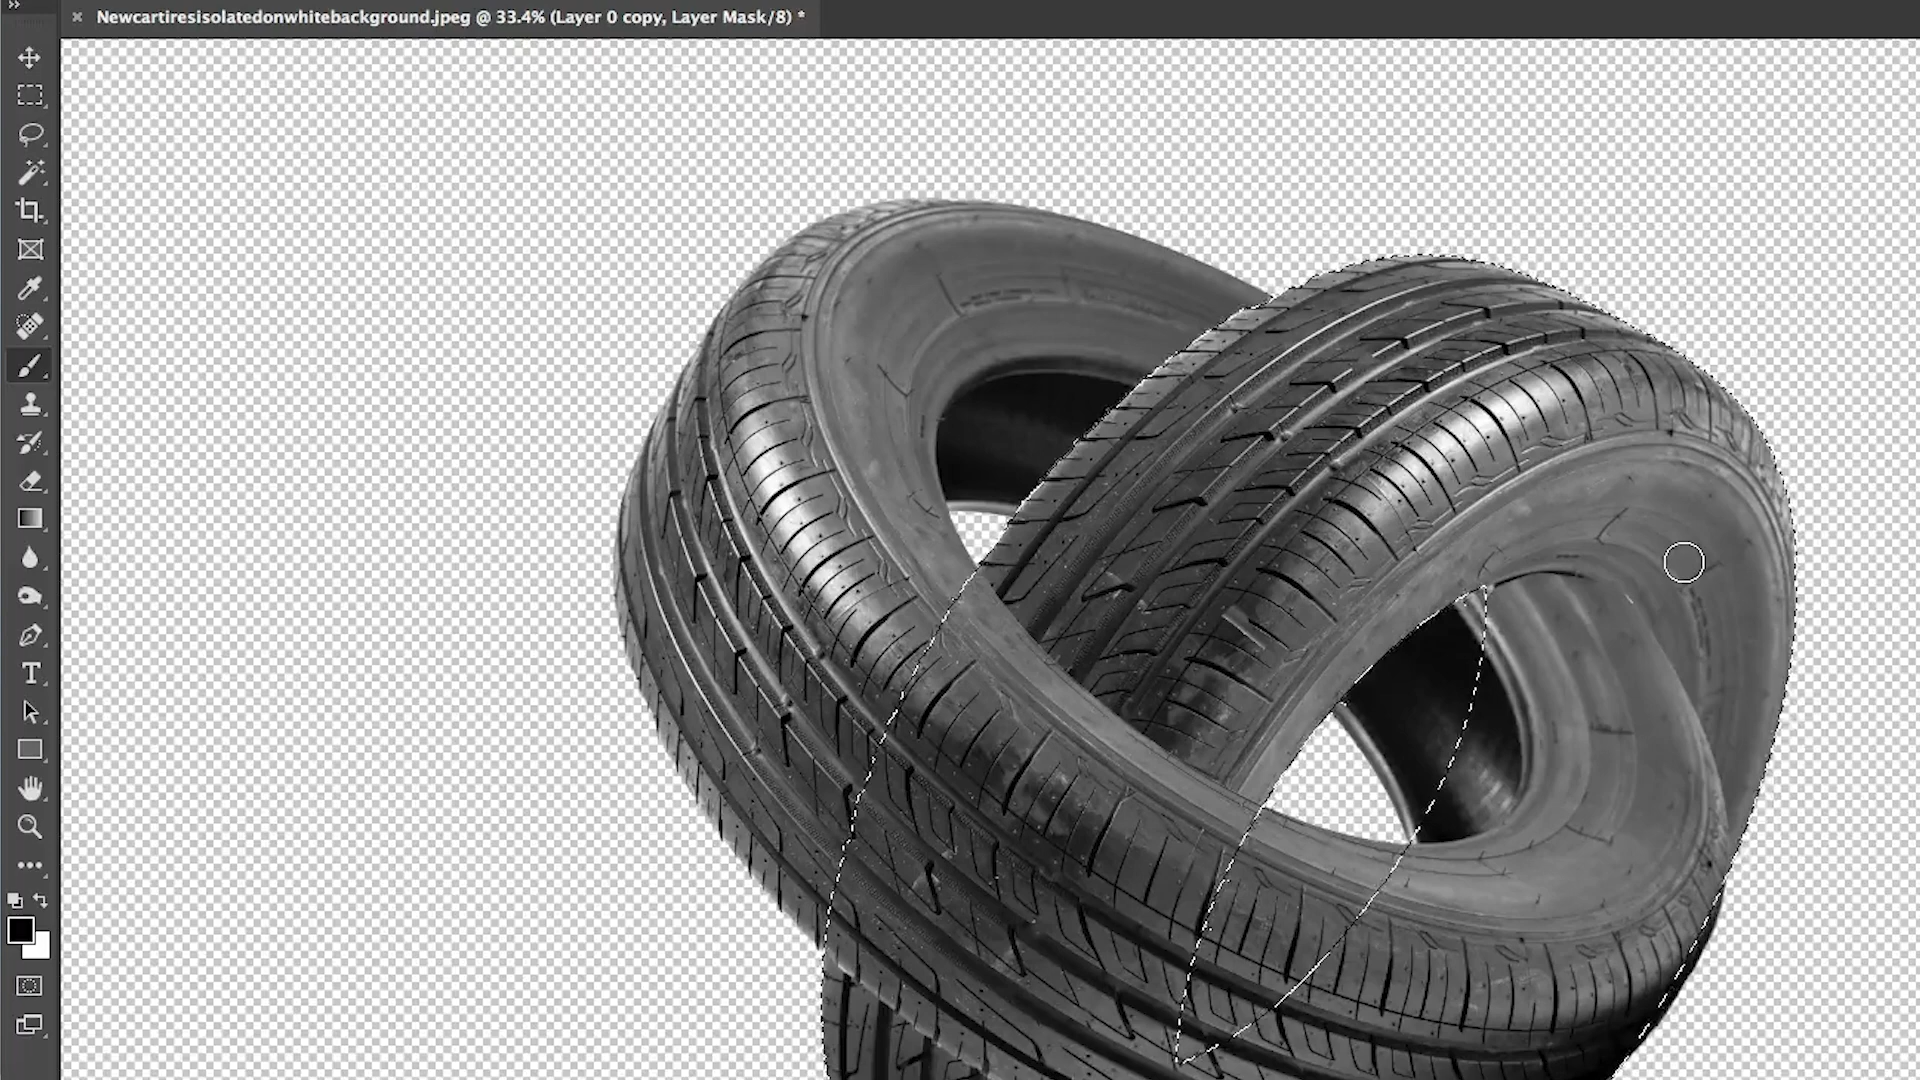 Newcartiresisolatedonwhitebackground.jpeg @ 33.4% (Layer 0 copy, Layer Mask/8) *